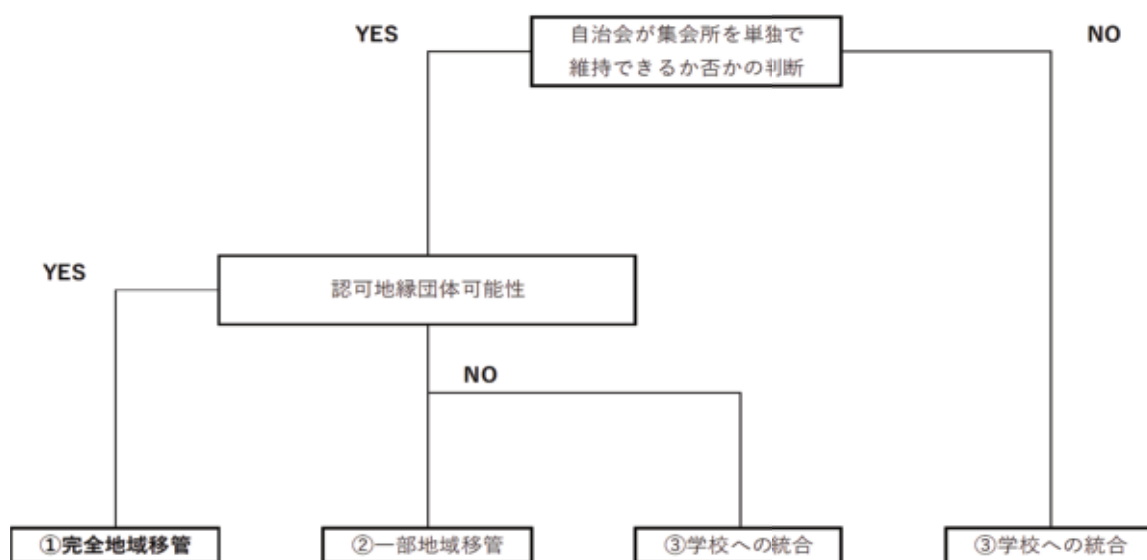 YES
自治会が集会所を単独で
維持できるか否かの判断
NO
YES
認可地縁団体可能性
NO
①完全地域移管
②一部地域移管
③学校への統合
③学校への統合